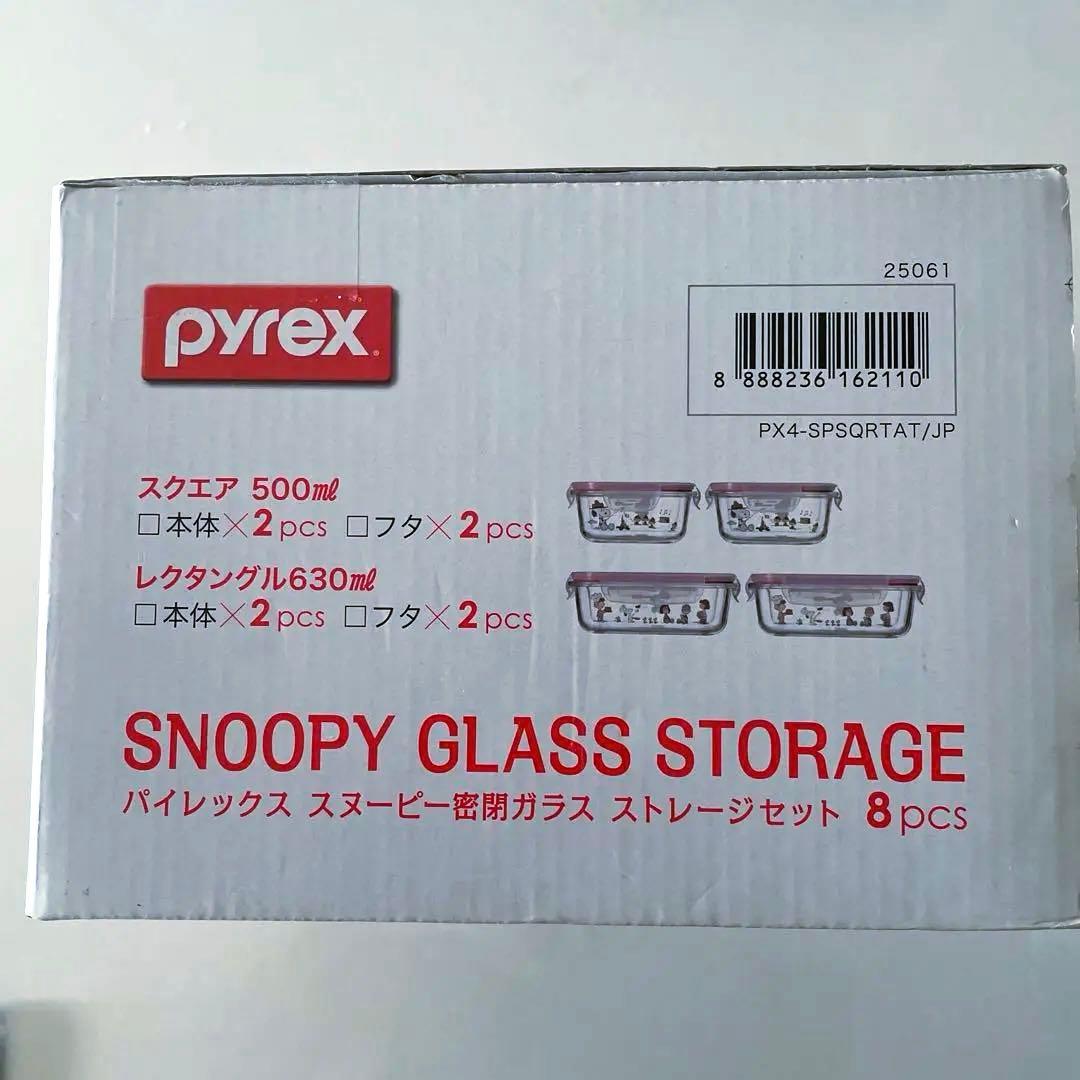 25061
pyrex®
8 888236 162110
PX4-SPSQRTAT/JP
スクエア 500ml
□本体×2pcs □フタ×2pcs
レクタングル630ml
□本体×2pcs □フタ×2pcs
SNOOPY GLASS STORAGE
パイレックス スヌーピー密閉ガラス ストレージセット 8pcs